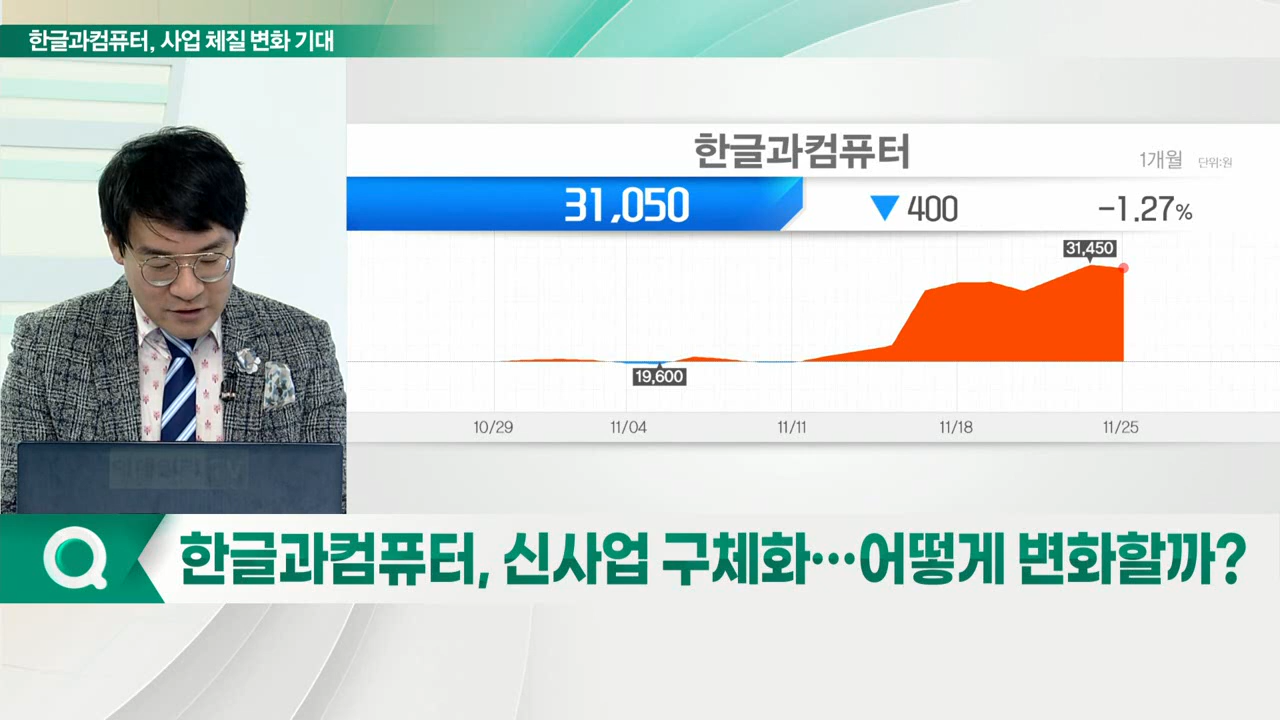 한글과컴퓨터, 사업 체질 변화 기대
한글과컴퓨터
1개월 단위:원
31,050 ▼ 400 -1.27%
31,450
19,600
10/29 11/04 11/11 11/18 11/25
한글과컴퓨터, 신사업 구체화…어떻게 변화할까?